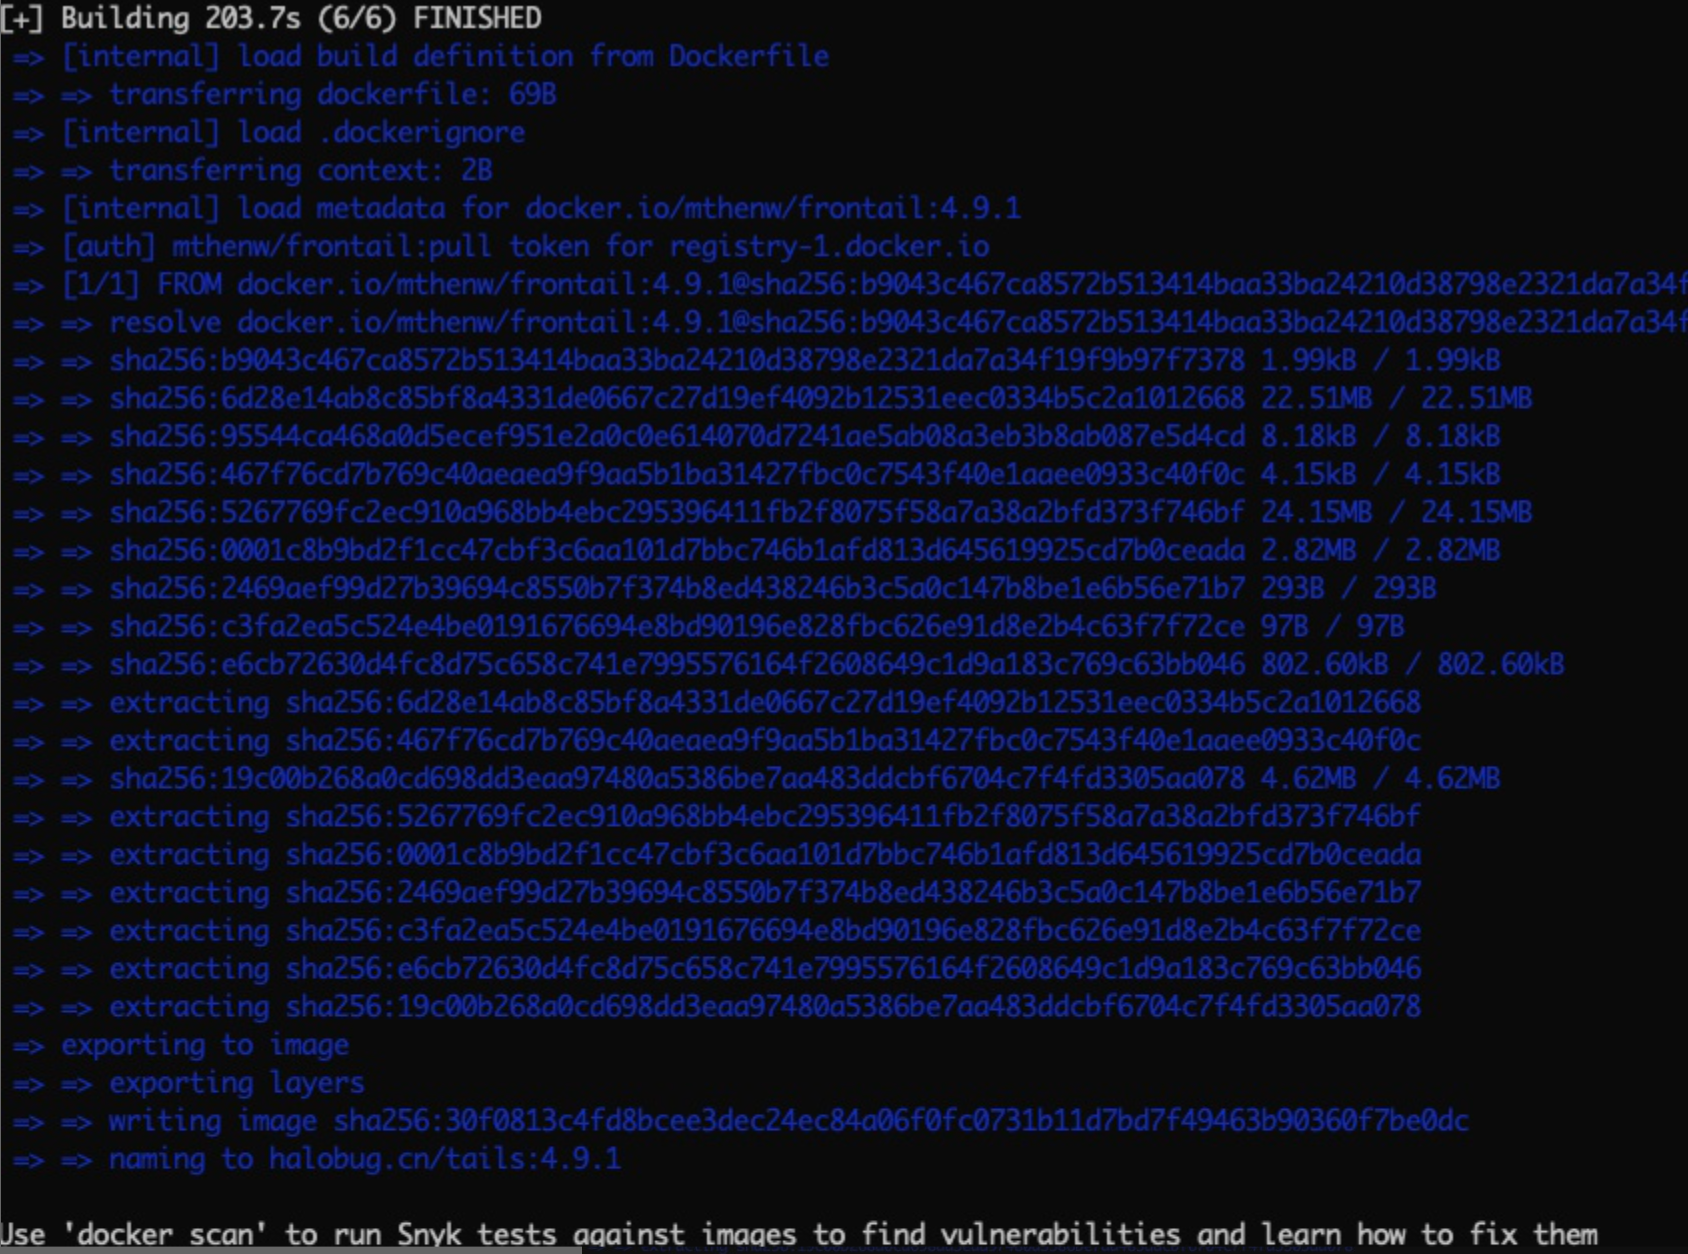 [+] Building 203.7s (6/6) FINISHED
=> [internal] load build definition from Dockerfile
=> => transferring dockerfile: 69B
=> [internal] load .dockerignore
=> => transferring context: 2B
=> [internal] load metadata for docker.io/mthenw/frontail:4.9.1
=> [auth] mthenw/frontail:pull token for registry-1.docker.io
=> [1/1] FROM docker.io/mthenw/frontail:4.9.1@sha256:b9043c467ca8572b513414baa33ba24210d38798e2321da7a34f
=> => resolve docker.io/mthenw/frontail:4.9.1@sha256:b9043c467ca8572b513414baa33ba24210d38798e2321da7a34f
=> => sha256:b9043c467ca8572b513414baa33ba24210d38798e2321da7a34f19f9b97f7378 1.99kB / 1.99kB
=> => sha256:6d28e14ab8c85bf8a4331de0667c27d19ef4092b12531eec0334b5c2a1012668 22.51MB / 22.51MB
=> => sha256:95544ca468a0d5ecef951e2a0c0e614070d7241ae5ab08a3eb3b8ab087e5d4cd 8.18kB / 8.18kB
=> => sha256:467f76cd7b769c40aeaea9f9aa5b1ba31427fbc0c7543f40e1aaee0933c40f0c 4.15kB / 4.15kB
=> => sha256:5267769fc2ec910a968bb4ebc295396411fb2f8075f58a7a38a2bfd373f746bf 24.15MB / 24.15MB
=> => sha256:0001c8b9bd2f1cc47cbf3c6aa101d7bbc746b1afd813d645619925cd7b0ceada 2.82MB / 2.82MB
=> => sha256:2469aef99d27b39694c8550b7f374b8ed438246b3c5a0c147b8be1e6b56e71b7 293B / 293B
=> => sha256:c3fa2ea5c524e4be0191676694e8bd90196e828fbc626e91d8e2b4c63f7f72ce 97B / 97B
=> => sha256:e6cb72630d4fc8d75c658c741e7995576164f2608649c1d9a183c769c63bb046 802.60kB / 802.60kB
=> => extracting sha256:6d28e14ab8c85bf8a4331de0667c27d19ef4092b12531eec0334b5c2a1012668
=> => extracting sha256:467f76cd7b769c40aeaea9f9aa5b1ba31427fbc0c7543f40e1aaee0933c40f0c
=> => sha256:19c00b268a0cd698dd3eaa97480a5386be7aa483ddcbf6704c7f4fd3305aa078 4.62MB / 4.62MB
=> => extracting sha256:5267769fc2ec910a968bb4ebc295396411fb2f8075f58a7a38a2bfd373f746bf
=> => extracting sha256:0001c8b9bd2f1cc47cbf3c6aa101d7bbc746b1afd813d645619925cd7b0ceada
=> => extracting sha256:2469aef99d27b39694c8550b7f374b8ed438246b3c5a0c147b8be1e6b56e71b7
=> => extracting sha256:c3fa2ea5c524e4be0191676694e8bd90196e828fbc626e91d8e2b4c63f7f72ce
=> => extracting sha256:e6cb72630d4fc8d75c658c741e7995576164f2608649c1d9a183c769c63bb046
=> => extracting sha256:19c00b268a0cd698dd3eaa97480a5386be7aa483ddcbf6704c7f4fd3305aa078
=> exporting to image
=> => exporting layers
=> => writing image sha256:30f0813c4fd8bcee3dec24ec84a06f0fc0731b11d7bd7f49463b90360f7be0dc
=> => naming to halobug.cn/tails:4.9.1
Use 'docker scan' to run Snyk tests against images to find vulnerabilities and learn how to fix them